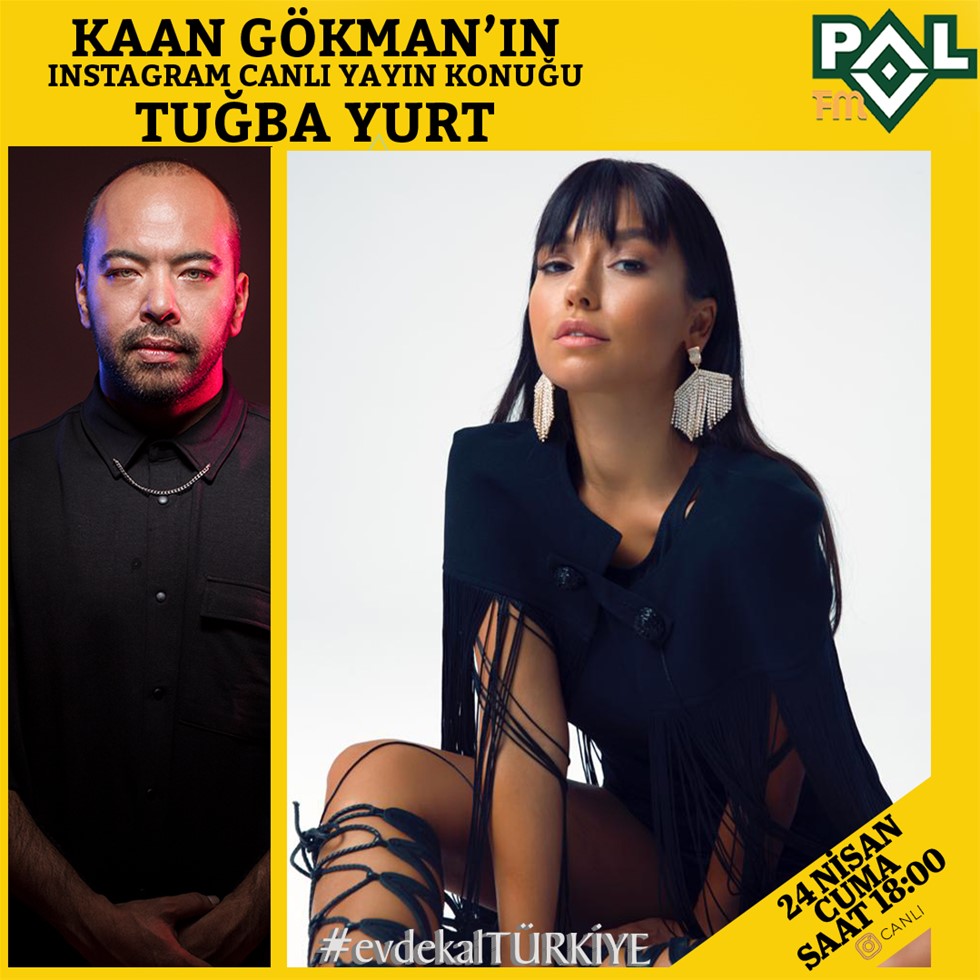 KAAN GÖKMAN’IN
INSTAGRAM CANLI YAYIN KONUĞU
TUĞBA YURT
PAL
FM
#evdekalTÜRKİYE
24 NİSAN
CUMA
SAAT 18:00
CANLI